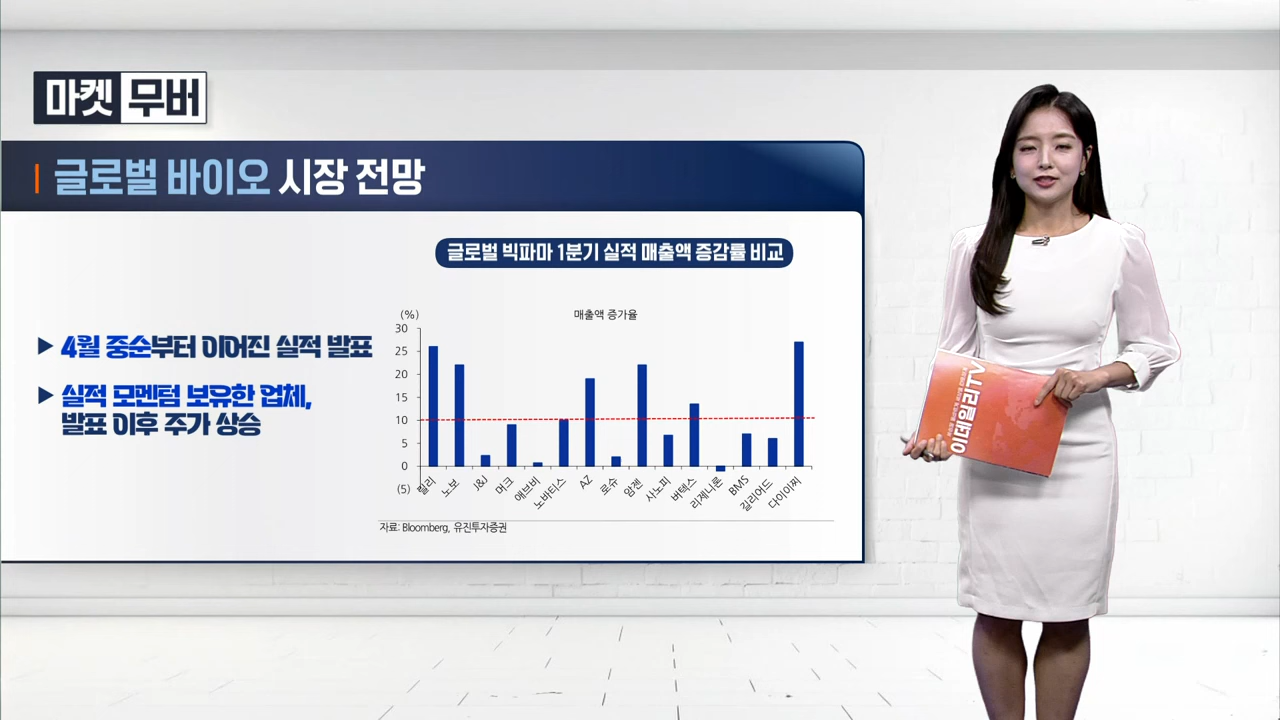 마켓 무버
글로벌 바이오 시장 전망
글로벌 빅파마 1분기 실적 매출액 증감률 비교
▶ 4월 중순부터 이어진 실적 발표
▶ 실적 모멘텀 보유한 업체,
발표 이후 주가 상승
(%)
매출액 증가율
30
25
20
15
10
5
0
(5)
릴리
노보
J&J
머크
애브비
노바티스
AZ
로슈
암젠
사노피
버텍스
리제네론
BMS
길리어드
다이이찌
자료: Bloomberg, 유진투자증권
이데일리TV